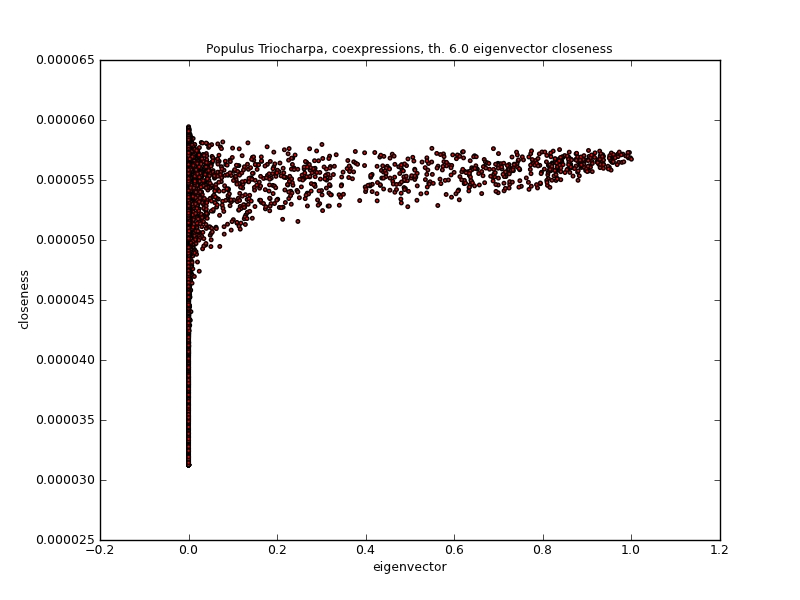 Populus Triocharpa, coexpressions, th. 6.0 eigenvector closeness
0.000065
0.000060
0.000055
0.000050
0.000045
0.000040
0.000035
0.000030
0.000025
closeness
−0.2 0.0 0.2 0.4 0.6 0.8 1.0 1.2
eigenvector